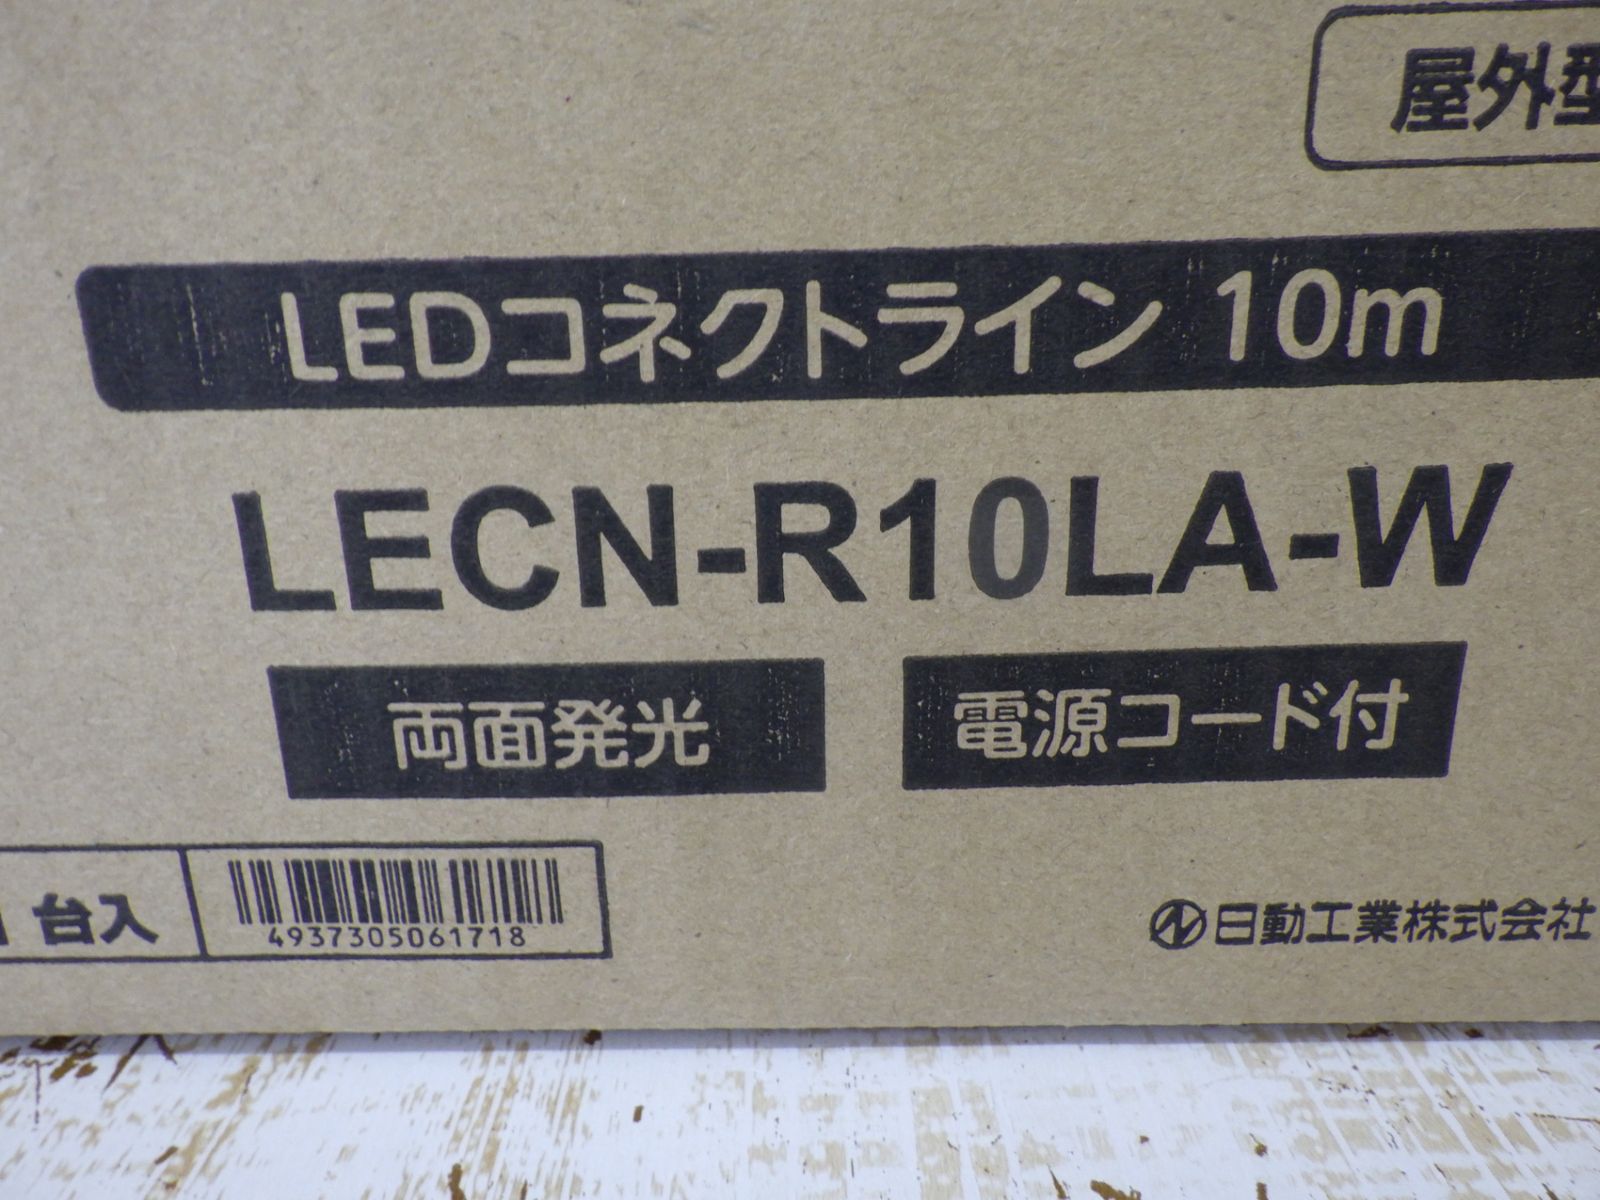 屋外型
LEDコネクトライン 10m
LECN-R10LA-W
両面発光
電源コード付
台入
4937305061718
日動工業株式会社